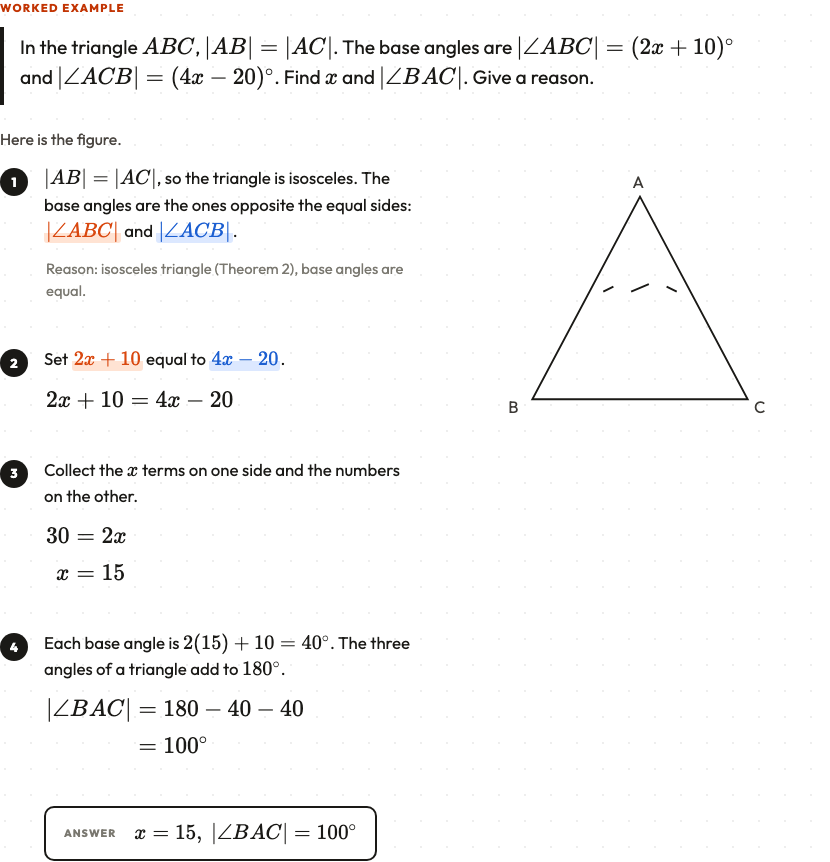 WORKED EXAMPLE
In the triangle ABC, |AB| = |AC|. The base angles are |∠ABC| = (2x + 10)°
and |∠ACB| = (4x − 20)°. Find x and |∠BAC|. Give a reason.
Here is the figure.
1 |AB| = |AC|, so the triangle is isosceles. The
base angles are the ones opposite the equal sides:
|∠ABC| and |∠ACB|.
Reason: isosceles triangle (Theorem 2), base angles are
equal.
2 Set 2x + 10 equal to 4x − 20.
2x + 10 = 4x − 20
3 Collect the x terms on one side and the numbers
on the other.
30 = 2x
x = 15
4 Each base angle is 2(15) + 10 = 40°. The three
angles of a triangle add to 180°.
|∠BAC| = 180 − 40 − 40
= 100°
ANSWER x = 15, |∠BAC| = 100°
A
B
C